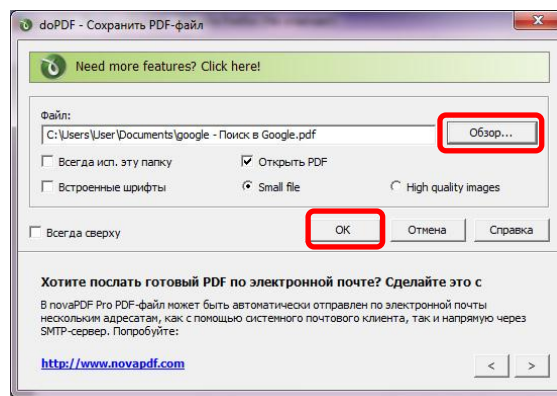 doPDF - Сохранить PDF-файл
Need more features? Click here!
Файл:
C:\Users\User\Documents\google - Поиск в Google.pdf
Обзор...
Всегда исп. эту папку
Открыть PDF
Встроенные шрифты
Small file
High quality images
Всегда сверху
OK
Отмена
Справка
Хотите послать готовый PDF по электронной почте? Сделайте это с
В novaPDF Pro PDF-файл может быть автоматически отправлен по электронной почты
нескольким адресатам, как с помощью системного почтового клиента, так и напрямую через
SMTP-сервер. Попробуйте:
http://www.novapdf.com
< >